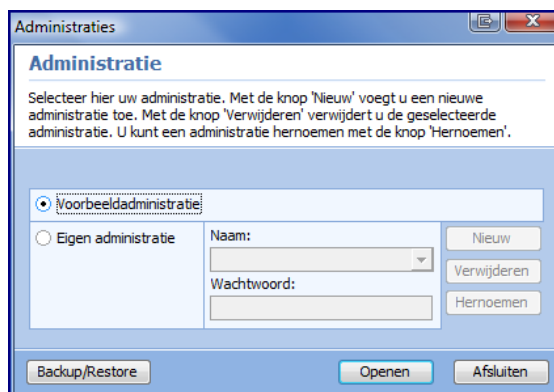 Administraties
Administratie
Selecteer hier uw administratie. Met de knop 'Nieuw' voegt u een nieuwe
administratie toe. Met de knop 'Verwijderen' verwijdert u de geselecteerde
administratie. U kunt een administratie hernoemen met de knop 'Hernoemen'.
Voorbeeldadministratie
Eigen administratie
Naam:
Wachtwoord:
Nieuw
Verwijderen
Hernoemen
Backup/Restore
Openen
Afsluiten